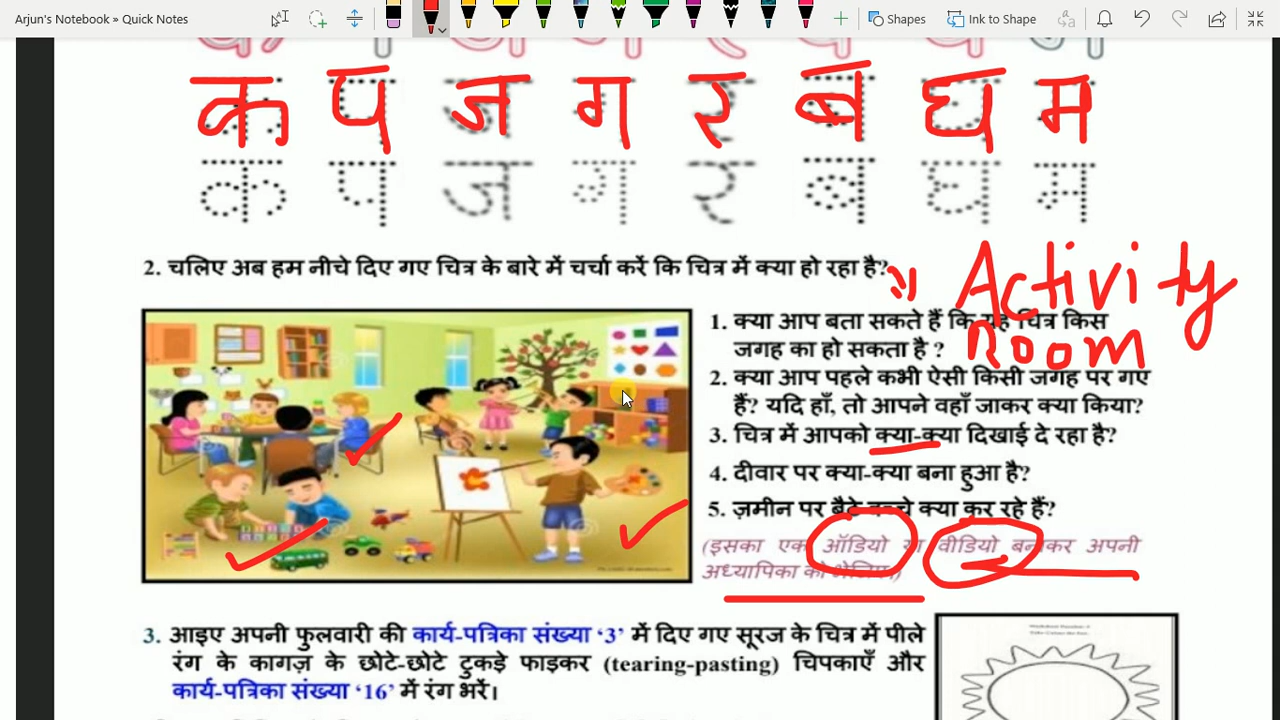 Arjun's Notebook » Quick Notes
Shapes
Ink to Shape
क प ज ग र ब घ म
क प ज ग र ब घ म
2. चलिए अब हम नीचे दिए गए चित्र के बारे में चर्चा करें कि चित्र में क्या हो रहा है?
Activity
Room
1. क्या आप बता सकते हैं कि यह चित्र किस
जगह का हो सकता है ?
2. क्या आप पहले कभी ऐसी किसी जगह पर गए
हैं? यदि हाँ, तो आपने वहाँ जाकर क्या किया?
3. चित्र में आपको क्या-क्या दिखाई दे रहा है?
4. दीवार पर क्या-क्या बना हुआ है?
5. ज़मीन पर बैठे बच्चे क्या कर रहे हैं?
(इसका एक ऑडियो या वीडियो बनाकर अपनी
अध्यापिका को भेजिए।)
3. आइए अपनी फुलवारी की कार्य-पत्रिका संख्या ‘3’ में दिए गए सूरज के चित्र में पीले
रंग के कागज़ के छोटे-छोटे टुकड़े फाड़कर (tearing-pasting) चिपकाएँ और
कार्य-पत्रिका संख्या ‘16’ में रंग भरें।